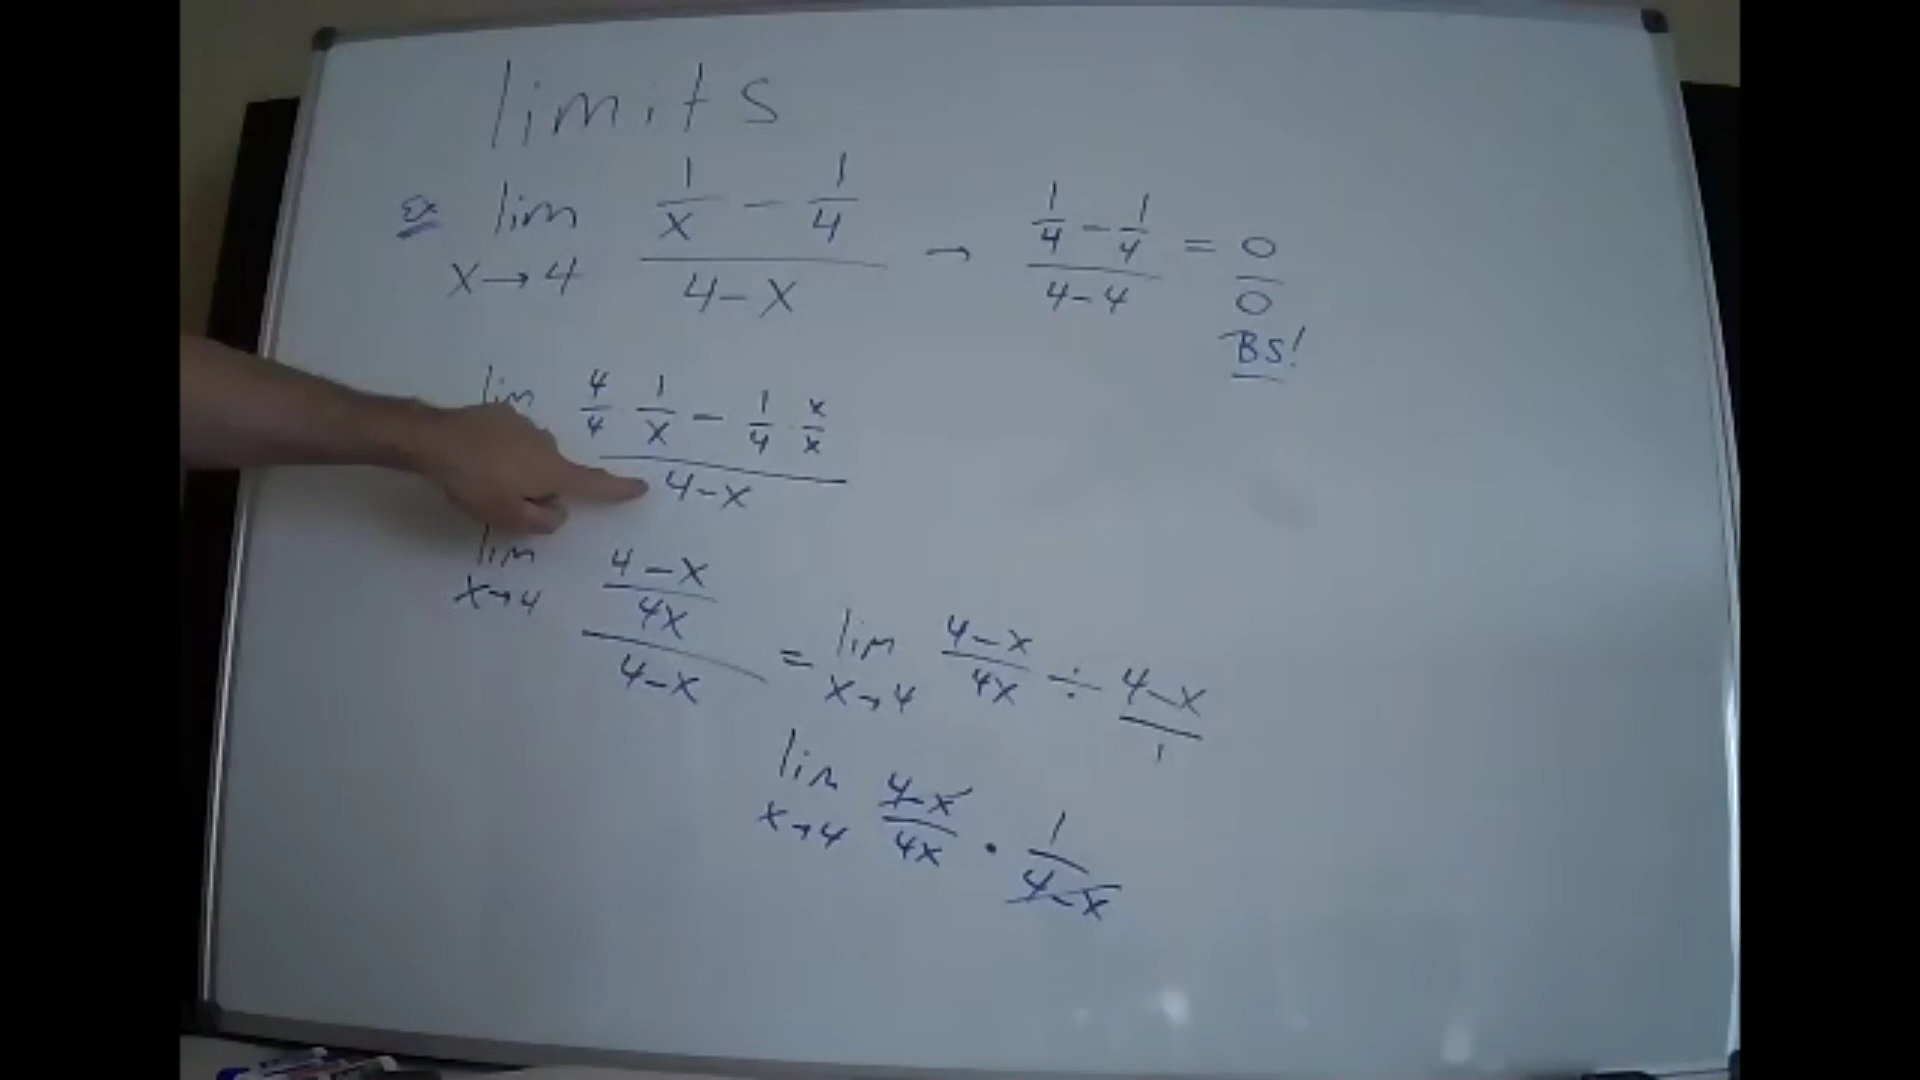 limits
Ex lim x→4 (1/x - 1/4)/(4-x) → (1/4 - 1/4)/(4-4) = 0/0
BS!
lim (4/4 · 1/x - 1/4 · x/x)/(4-x)
lim x→4 ((4-x)/4x)/(4-x) = lim x→4 (4-x)/4x ÷ (4-x)/1
lim x→4 (4-x)/4x • 1/(4-x)